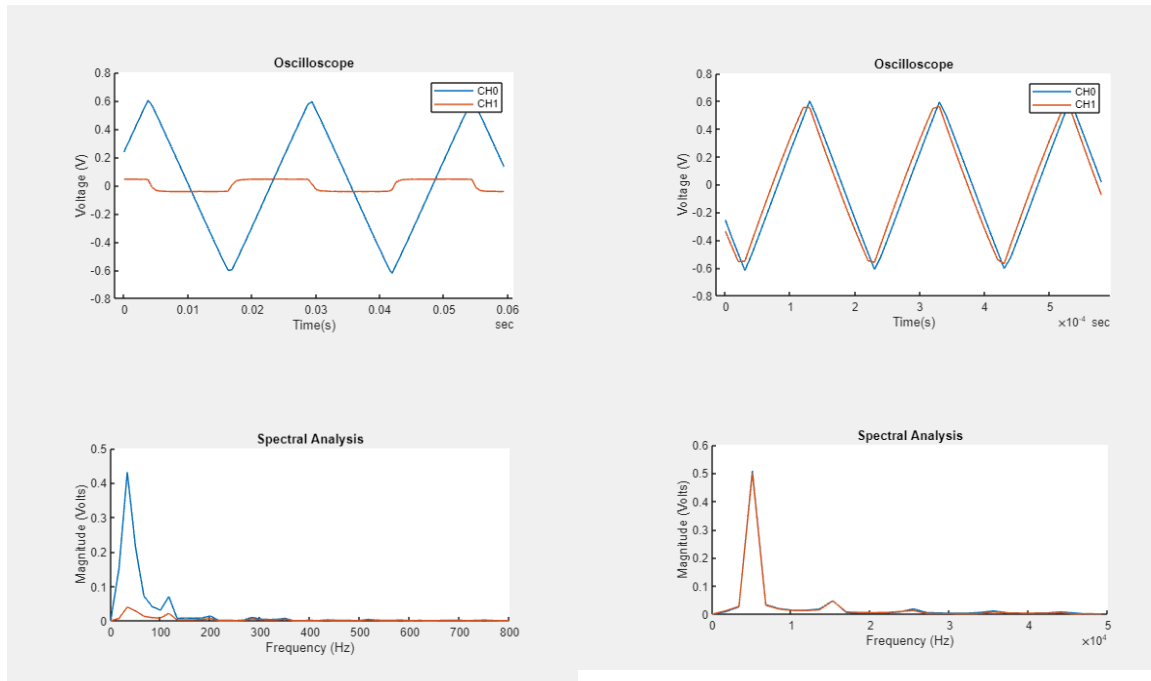 Oscilloscope
0.8
0.6
0.4
0.2
0
-0.2
-0.4
-0.6
-0.8
Voltage (V)
CH0
CH1
0 0.01 0.02 0.03 0.04 0.05 0.06
Time(s)
sec
Oscilloscope
0.8
0.6
0.4
0.2
0
-0.2
-0.4
-0.6
-0.8
Voltage (V)
CH0
CH1
0 1 2 3 4 5
Time(s)
×10⁻⁴ sec
Spectral Analysis
0.5
0.4
0.3
0.2
0.1
0
Magnitude (Volts)
0 100 200 300 400 500 600 700 800
Frequency (Hz)
Spectral Analysis
0.6
0.5
0.4
0.3
0.2
0.1
0
Magnitude (Volts)
0 1 2 3 4 5
Frequency (Hz)
×10⁴